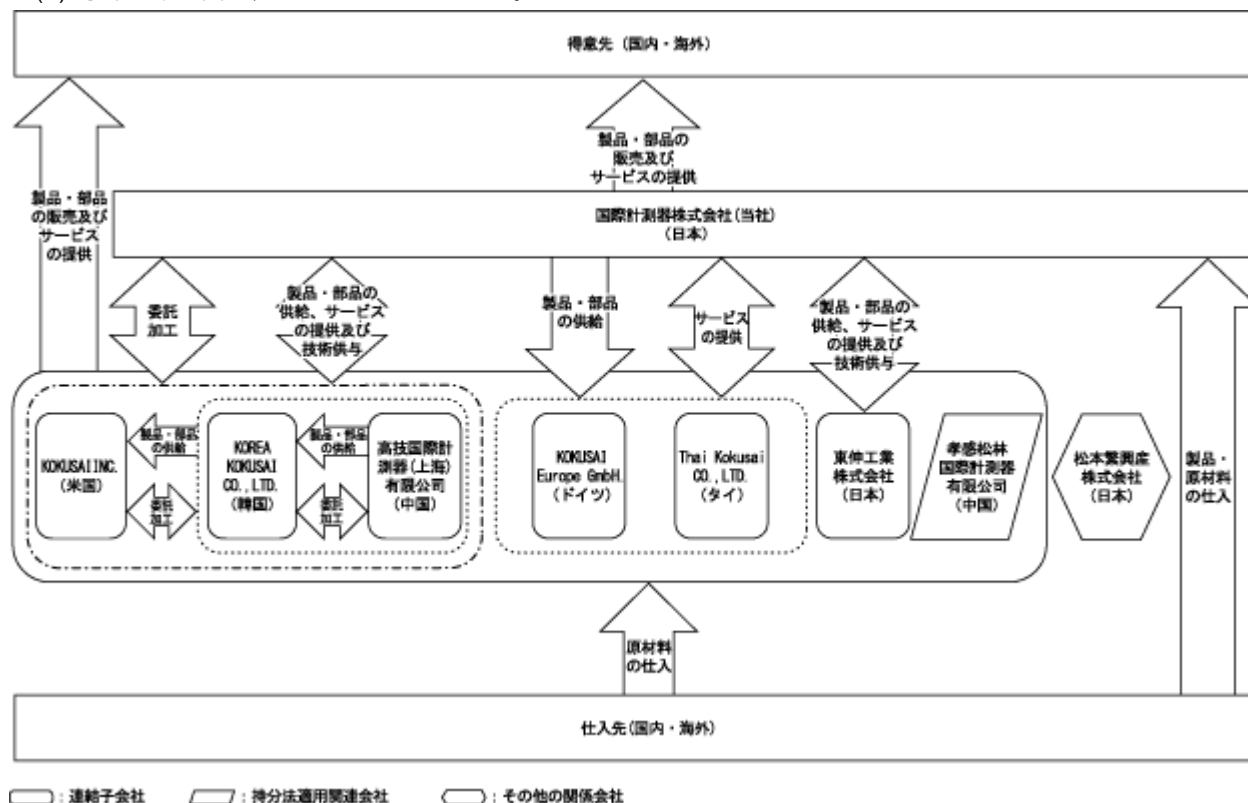 得意先（国内・海外）
製品・部品の
販売及び
サービスの提供
製品・部品
の販売及び
サービス
の提供
国際計測器株式会社(当社)
（日本）
委託
加工
製品・部品の
供給、サービス
の提供及び
技術供与
製品・部品
の供給
サービス
の提供
製品・部品の
供給、サービス
の提供及び
技術供与
KOKUSAI INC.
（米国）
製品・部品
の供給
委託
加工
KOREA
KOKUSAI
CO.,LTD.
（韓国）
製品・部品
の供給
委託
加工
高技国際計
測器(上海)
有限公司
（中国）
KOKUSAI
Europe GmbH.
（ドイツ）
Thai Kokusai
CO.,LTD.
（タイ）
東伸工業
株式会社
（日本）
孝感松林
国際計測器
有限公司
（中国）
松本繁興産
株式会社
（日本）
製品・
原材料
の仕入
原材料
の仕入
仕入先(国内・海外)
：連結子会社　：持分法適用関連会社　：その他の関係会社